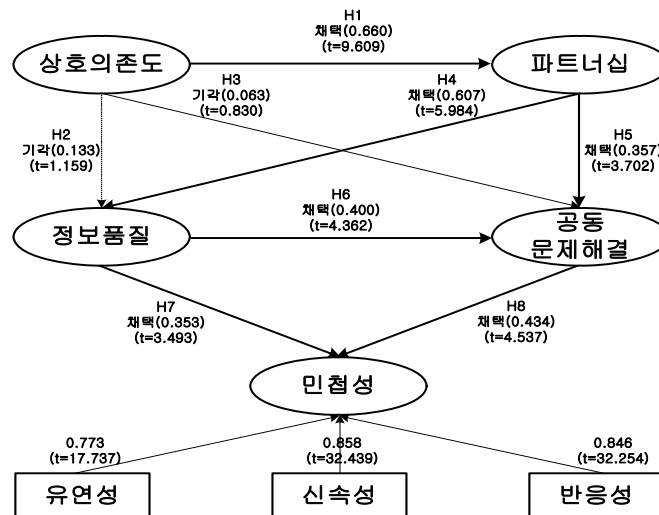 H1
채택(0.660)
(t=9.609)
상호의존도
파트너십
H3
기각(0.063)
(t=0.830)
H4
채택(0.607)
(t=5.984)
H2
기각(0.133)
(t=1.159)
H5
채택(0.357)
(t=3.702)
H6
채택(0.400)
(t=4.362)
정보품질
공동
문제해결
H7
채택(0.353)
(t=3.493)
H8
채택(0.434)
(t=4.537)
민첩성
0.773
(t=17.737)
0.858
(t=32.439)
0.846
(t=32.254)
유연성
신속성
반응성